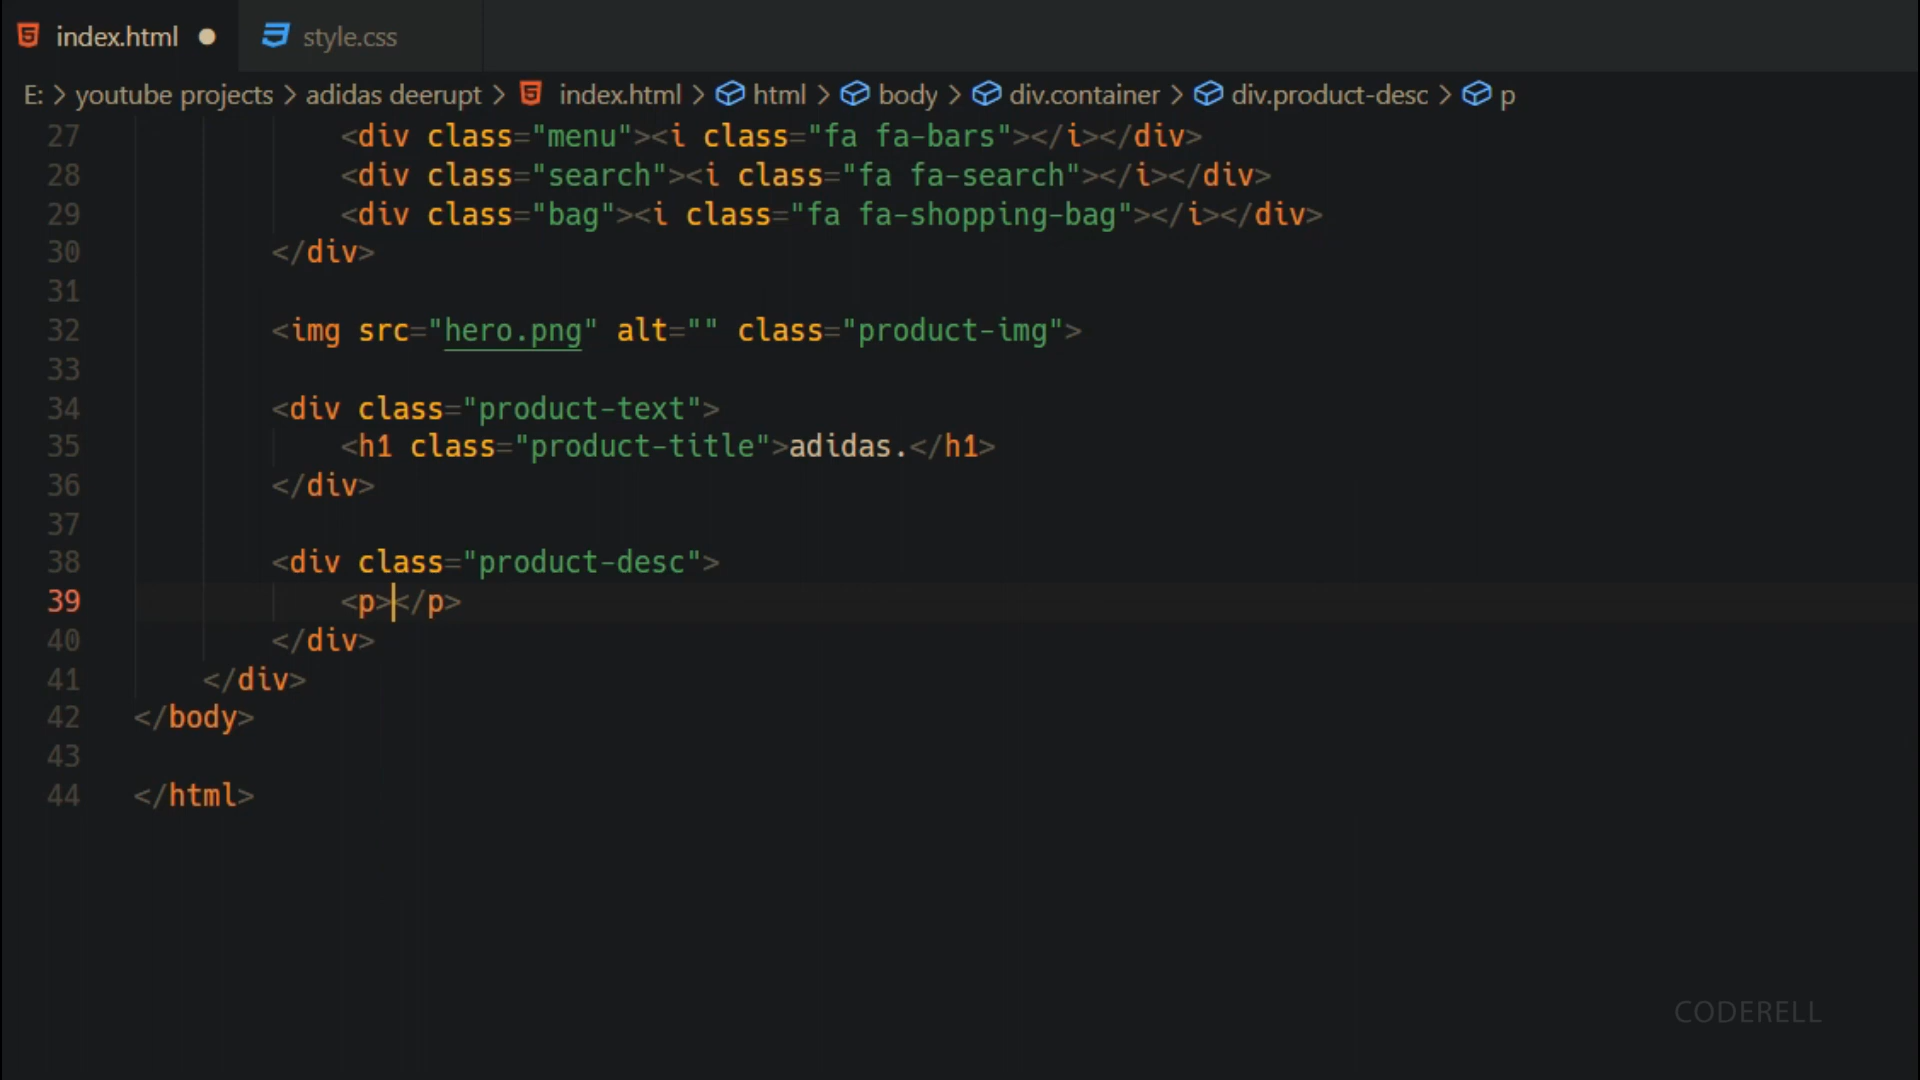 index.html
style.css
E: > youtube projects > adidas deerupt > index.html > html > body > div.container > div.product-desc > p
27 <div class="menu"><i class="fa fa-bars"></i></div>
28 <div class="search"><i class="fa fa-search"></i></div>
29 <div class="bag"><i class="fa fa-shopping-bag"></i></div>
30 </div>
31
32 <img src="hero.png" alt="" class="product-img">
33
34 <div class="product-text">
35 <h1 class="product-title">adidas.</h1>
36 </div>
37
38 <div class="product-desc">
39 <p></p>
40 </div>
41 </div>
42 </body>
43
44 </html>
CODERELL